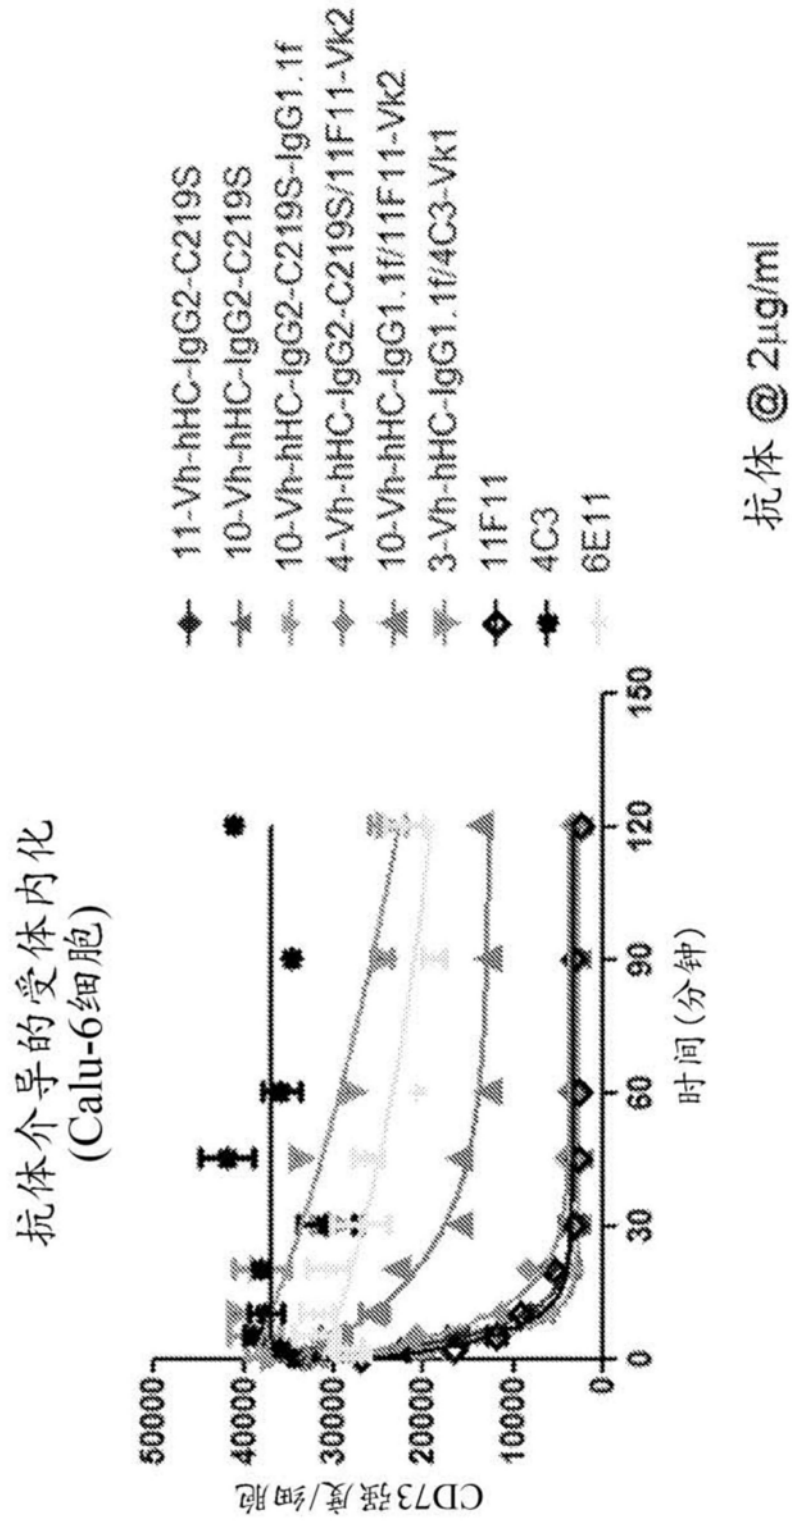 抗体介导的受体内化
(Calu-6细胞)
CD73强度/细胞
50000
40000
30000
20000
10000
0
0
30
60
90
120
150
时间(分钟)
11-Vh-hHC-IgG2-C219S
10-Vh-hHC-IgG2-C219S
10-Vh-hHC-IgG2-C219S-IgG1.1f
4-Vh-hHC-IgG2-C219S/11F11-Vk2
10-Vh-hHC-IgG1.1f/11F11-Vk2
3-Vh-hHC-IgG1.1f/4C3-Vk1
11F11
4C3
6E11
抗体 @ 2µg/ml